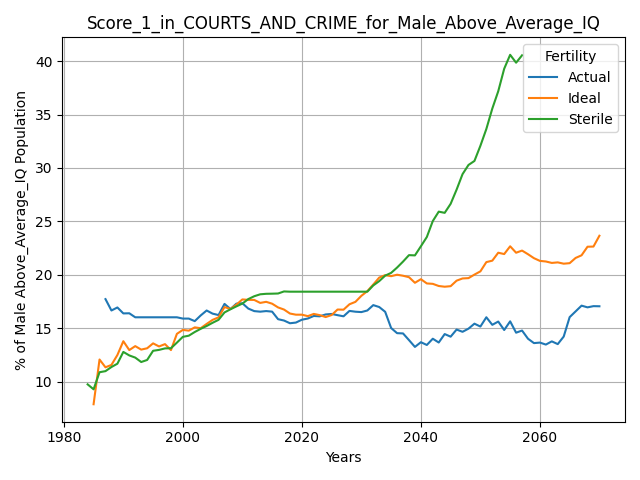 Score_1_in_COURTS_AND_CRIME_for_Male_Above_Average_IQ
% of Male Above_Average_IQ Population
40
35
30
25
20
15
10
1980
2000
2020
2040
2060
Years
Fertility
Actual
Ideal
Sterile